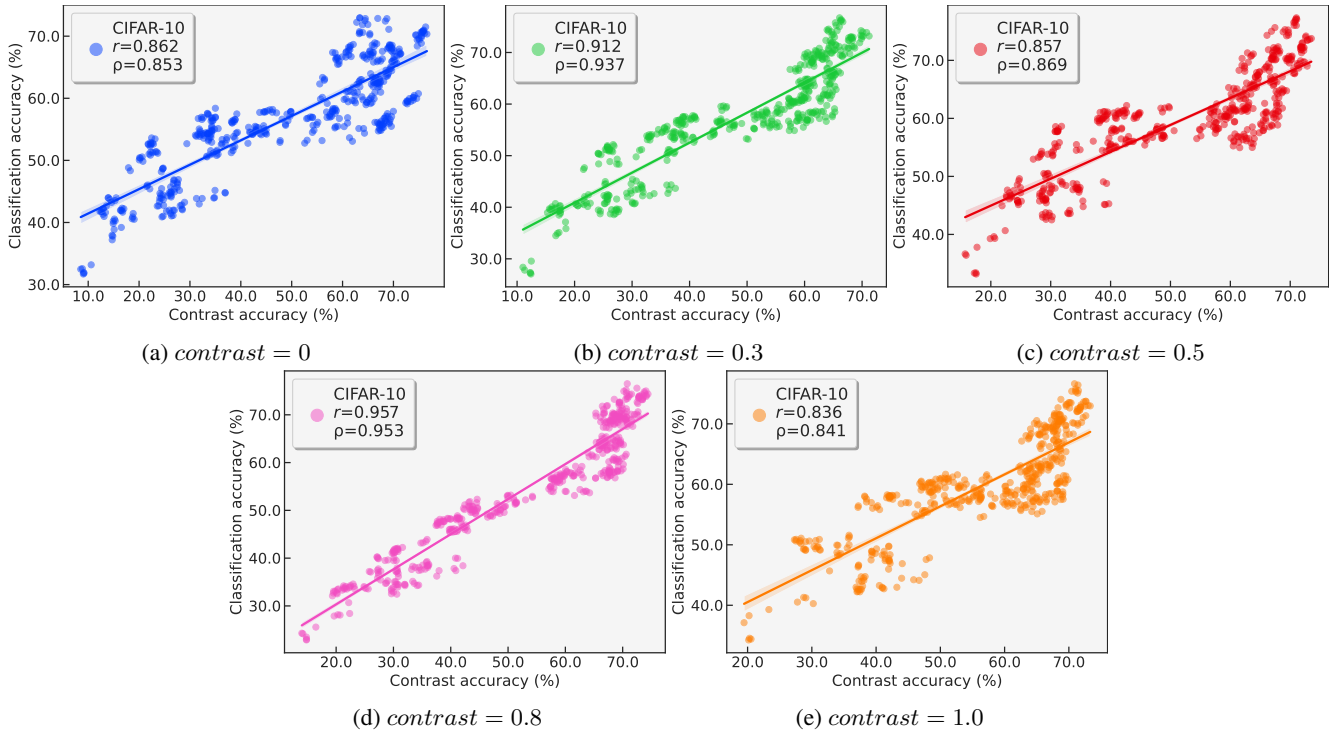 CIFAR-10
r=0.862
ρ=0.853
Classification accuracy (%)
70.0
60.0
50.0
40.0
30.0
10.0 20.0 30.0 40.0 50.0 60.0 70.0
Contrast accuracy (%)
(a) contrast = 0
CIFAR-10
r=0.912
ρ=0.937
Classification accuracy (%)
70.0
60.0
50.0
40.0
30.0
10.0 20.0 30.0 40.0 50.0 60.0 70.0
Contrast accuracy (%)
(b) contrast = 0.3
CIFAR-10
r=0.857
ρ=0.869
Classification accuracy (%)
70.0
60.0
50.0
40.0
20.0 30.0 40.0 50.0 60.0 70.0
Contrast accuracy (%)
(c) contrast = 0.5
CIFAR-10
r=0.957
ρ=0.953
Classification accuracy (%)
70.0
60.0
50.0
40.0
30.0
20.0 30.0 40.0 50.0 60.0 70.0
Contrast accuracy (%)
(d) contrast = 0.8
CIFAR-10
r=0.836
ρ=0.841
Classification accuracy (%)
70.0
60.0
50.0
40.0
20.0 30.0 40.0 50.0 60.0 70.0
Contrast accuracy (%)
(e) contrast = 1.0